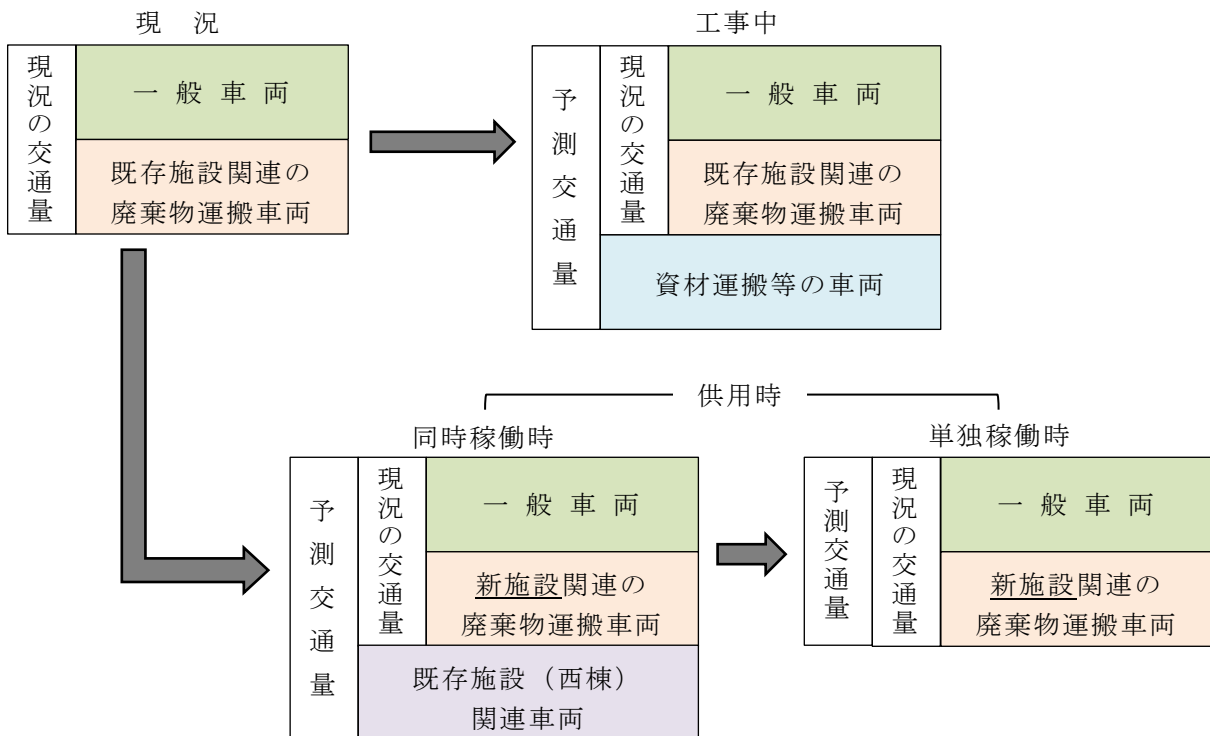 現 況
現況の交通量
一 般 車 両
既存施設関連の
廃棄物運搬車両
工事中
予測交通量
現況の交通量
一 般 車 両
既存施設関連の
廃棄物運搬車両
資材運搬等の車両
供用時
同時稼働時
予測交通量
現況の交通量
一 般 車 両
新施設関連の
廃棄物運搬車両
既存施設（西棟）
関連車両
単独稼働時
予測交通量
現況の交通量
一 般 車 両
新施設関連の
廃棄物運搬車両